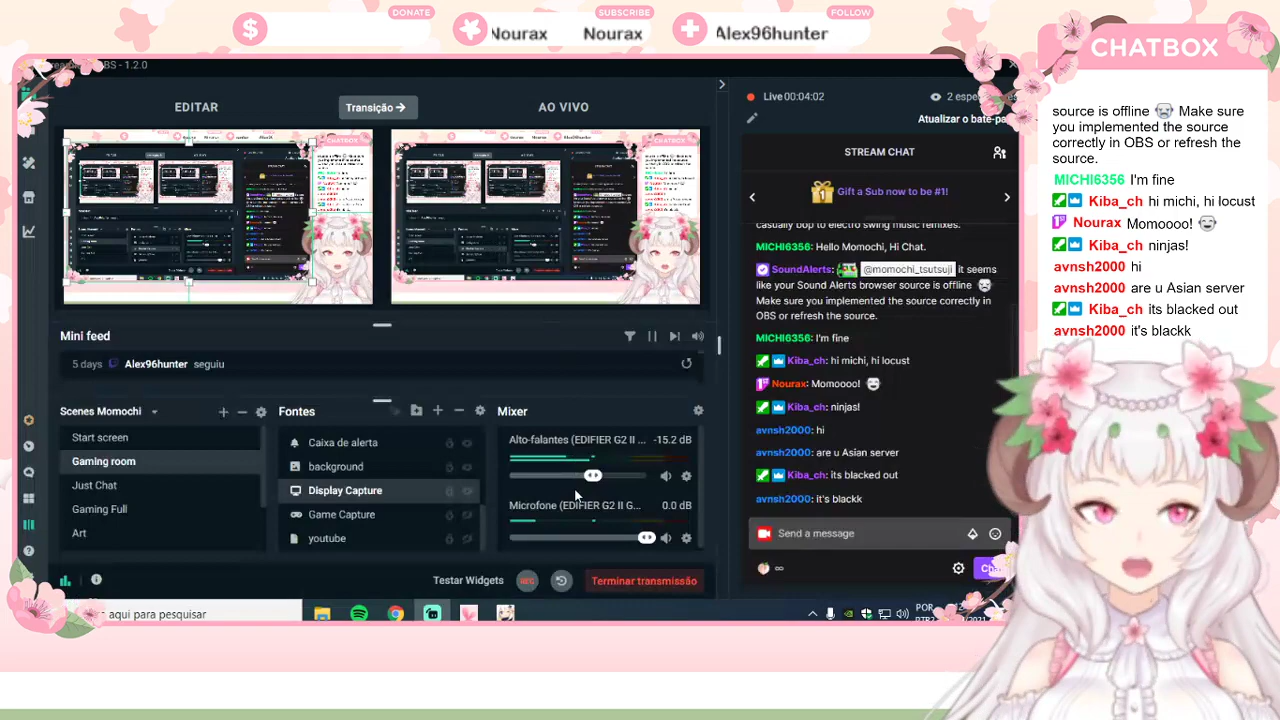 DONATE
SUBSCRIBE
FOLLOW
$
Nourax
Nourax
Alex96hunter
CHATBOX
OBS - 1.2.0
EDITAR
Transição
AO VIVO
Live 00:04:02
Atualizar o bate-pa
STREAM CHAT
Gift a Sub now to be #1!
casually bop to electro swing music remixes.
MICHI6356: Hello Momochi, Hi Chat.
SoundAlerts: @momochi_tsutsuji it seems
like your Sound Alerts browser source is offline
Make sure you implemented the source correctly in
OBS or refresh the source.
MICHI6356: I'm fine
Kiba_ch: hi michi, hi locust
Nourax: Momoooo!
Kiba_ch: ninjas!
avnsh2000: hi
avnsh2000: are u Asian server
Kiba_ch: its blacked out
avnsh2000: it's blackk
Send a message
Mini feed
5 days Alex96hunter seguiu
Scenes Momochi
Start screen
Gaming room
Just Chat
Gaming Full
Art
Fontes
Caixa de alerta
background
Display Capture
Game Capture
youtube
Mixer
Alto-falantes (EDIFIER G2 II ... -15.2 dB
Microfone (EDIFIER G2 II G... 0.0 dB
Testar Widgets
REC
Terminar transmissão
aqui para pesquisar
POR
source is offline Make sure
you implemented the source
correctly in OBS or refresh the
source.
MICHI6356 I'm fine
Kiba_ch hi michi, hi locust
Nourax Momoooo!
Kiba_ch ninjas!
avnsh2000 hi
avnsh2000 are u Asian server
Kiba_ch its blacked out
avnsh2000 it's blackk